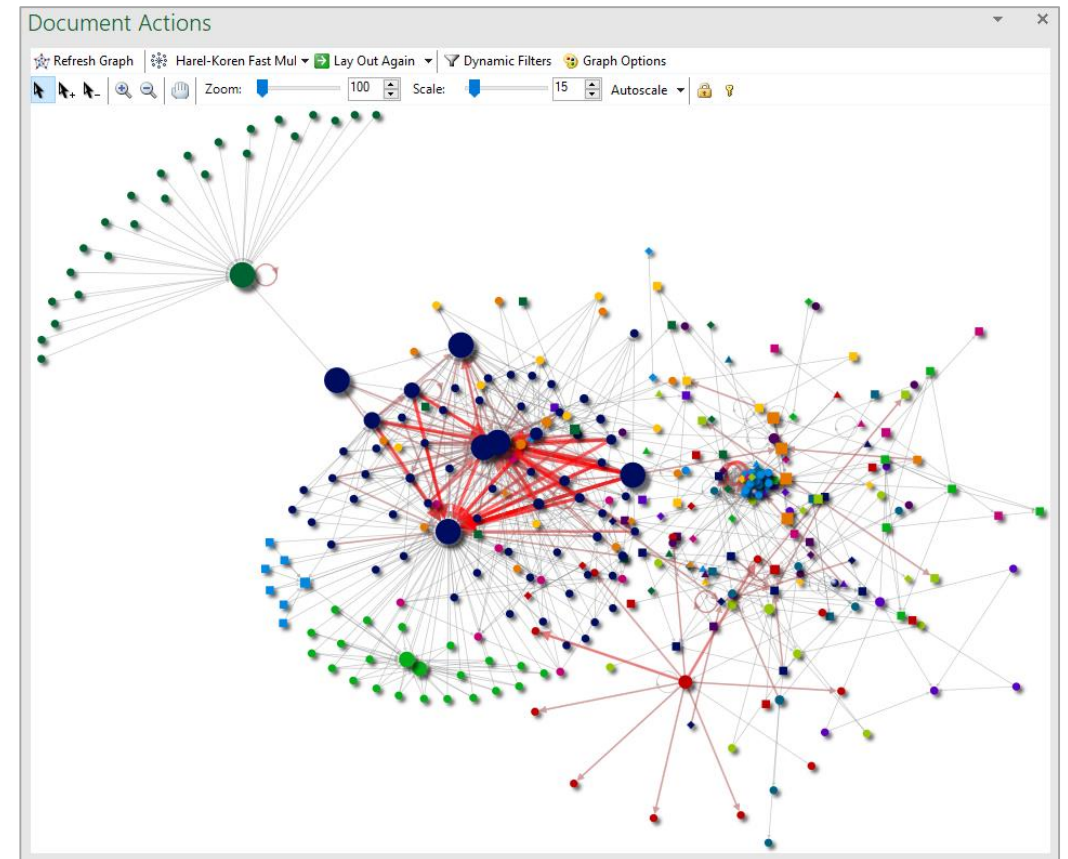 Document Actions
Refresh Graph Harel-Koren Fast Mul Lay Out Again Dynamic Filters Graph Options
Zoom: 100 Scale: 15 Autoscale